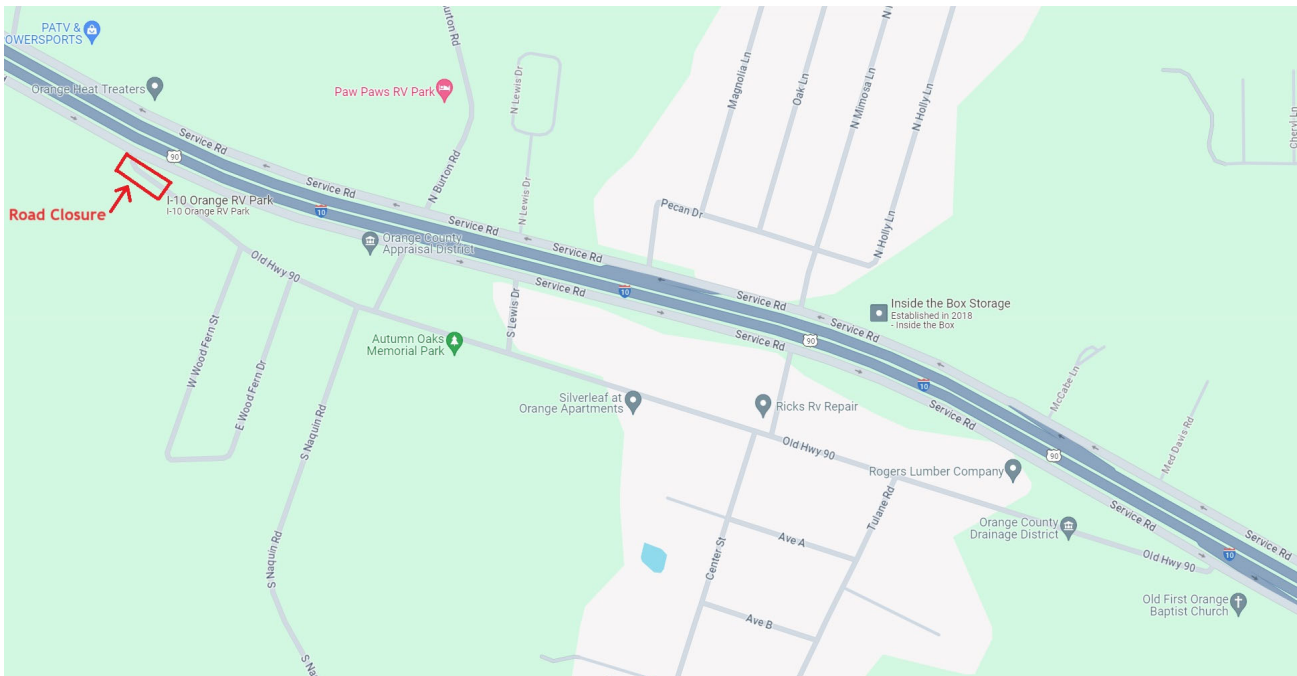 PATV &
OWERSPORTS
Orange Heat Treaters
Paw Paws RV Park
urton Rd
N Lewis Dr
N Lewis Dr
N Burton Rd
Magnolia Ln
Oak Ln
N Mimosa Ln
N Holly Ln
N Holly Ln
Pecan Dr
Cheryl Ln
Service Rd
90
Service Rd
10
Service Rd
Service Rd
Service Rd
Service Rd
Service Rd
Road Closure
I-10 Orange RV Park
I-10 Orange RV Park
Orange County
Appraisal District
Old Hwy 90
Service Rd
10
Service Rd
90
Inside the Box Storage
Established in 2018
- Inside the Box
S Lewis Dr
Autumn Oaks
Memorial Park
W Wood Fern St
E Wood Fern Dr
S Naquin Rd
S Naquin Rd
Silverleaf at
Orange Apartments
Ricks Rv Repair
10
Service Rd
McCabe Ln
Med Davis Rd
90
Old Hwy 90
Rogers Lumber Company
Tulane Rd
Orange County
Drainage District
Service Rd
Service Rd
10
Old Hwy 90
Ave A
Center St
Ave B
Old First Orange
Baptist Church